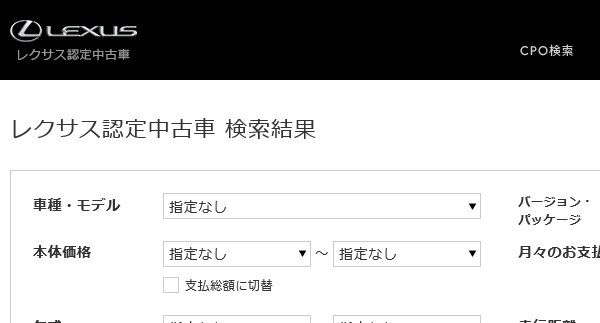 LEXUS
レクサス認定中古車
CPO検索
レクサス認定中古車 検索結果
車種・モデル
指定なし
バージョン・
パッケージ
本体価格
指定なし
～
指定なし
月々のお支払
支払総額に切替